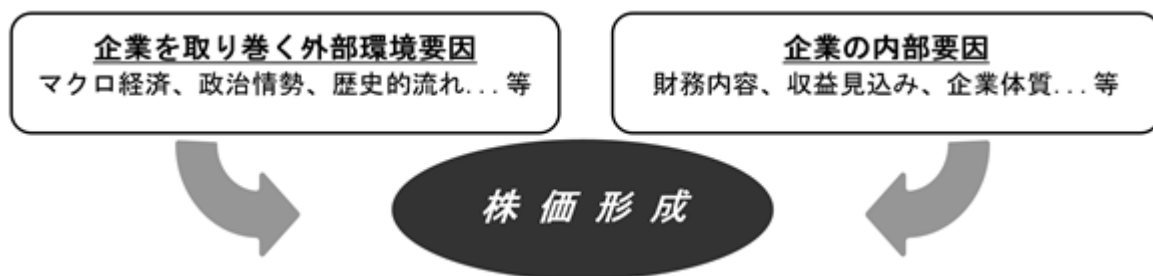 企業を取り巻く外部環境要因
マクロ経済、政治情勢、歴史的流れ...等
企業の内部要因
財務内容、収益見込み、企業体質...等
株価形成